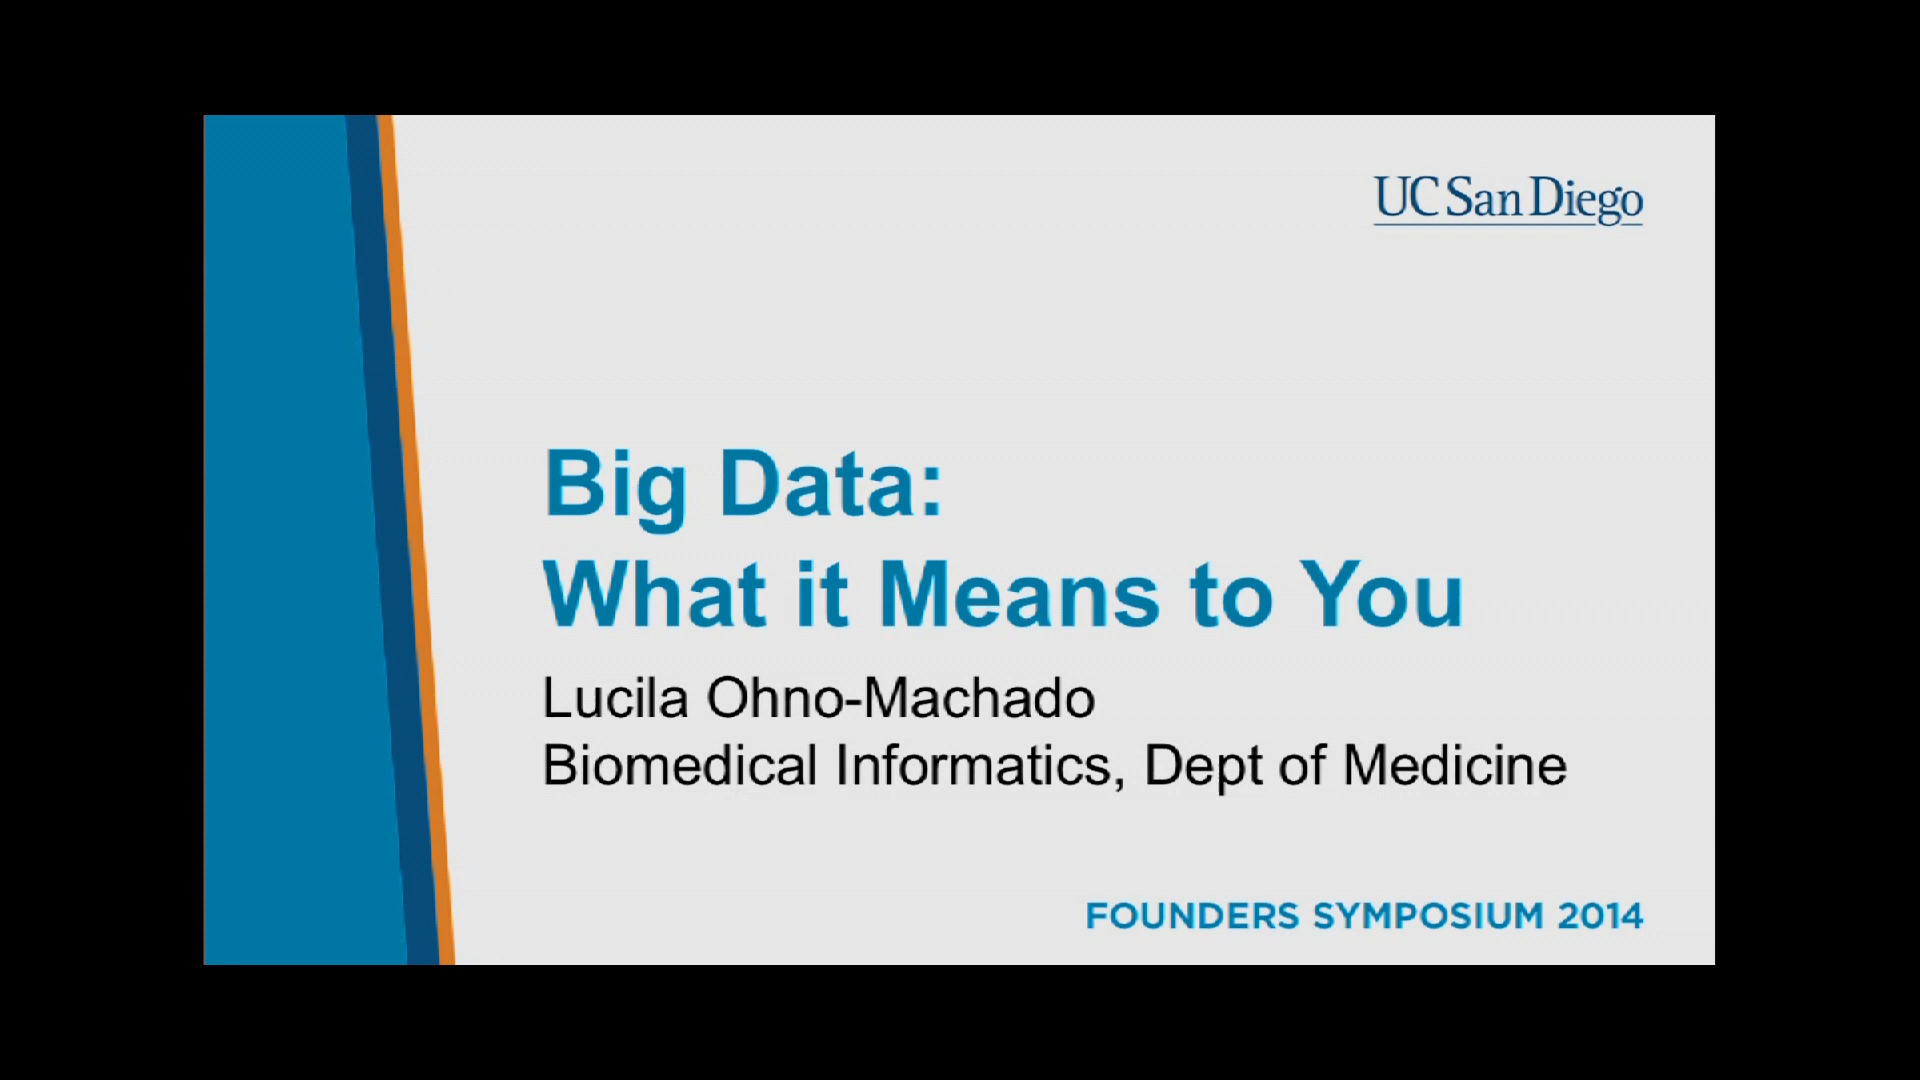 UC San Diego
Big Data:
What it Means to You
Lucila Ohno-Machado
Biomedical Informatics, Dept of Medicine
FOUNDERS SYMPOSIUM 2014